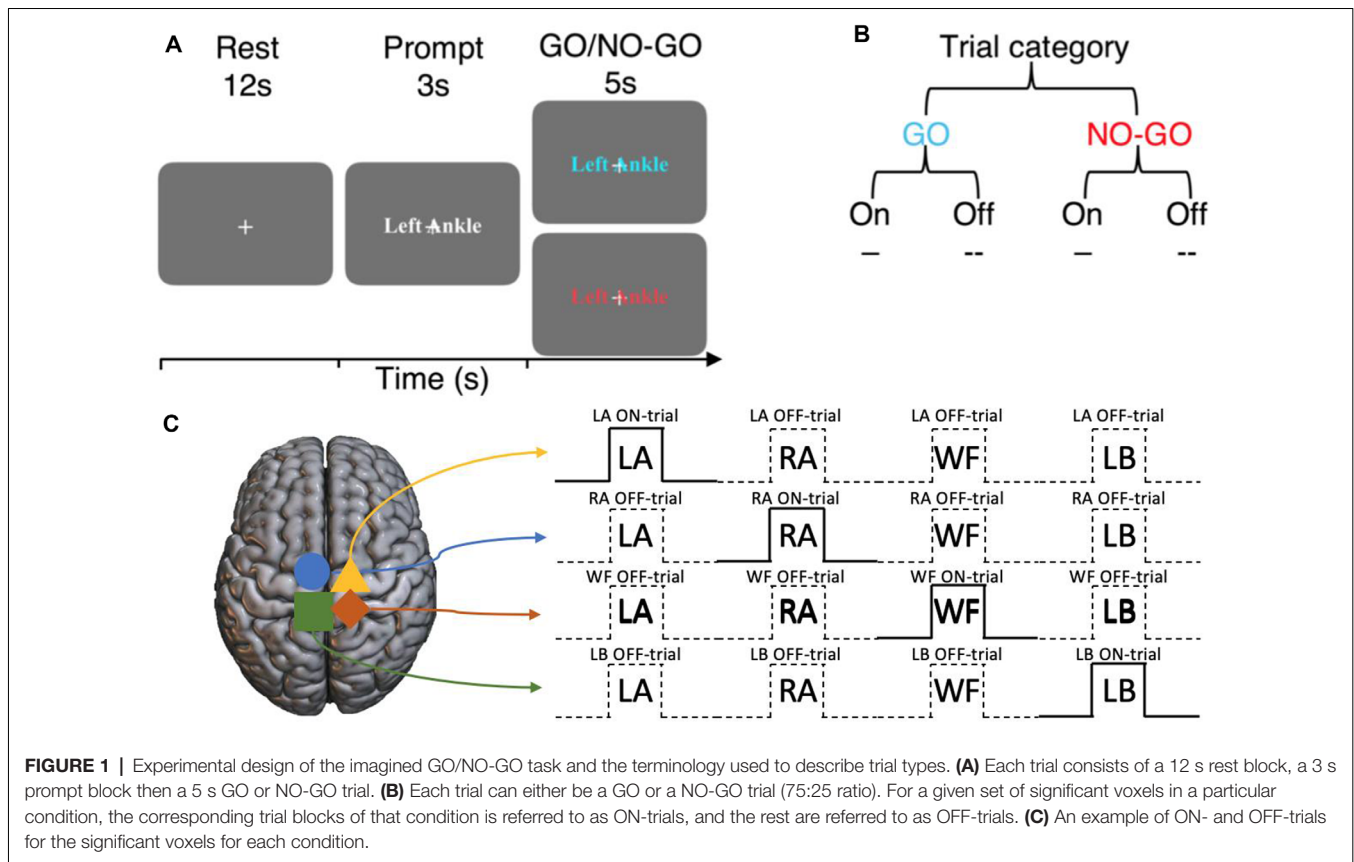 A
Rest
12s
Prompt
3s
GO/NO-GO
5s
Left Ankle
Left Ankle
Left Ankle
Time (s)
B
Trial category
GO
NO-GO
On
Off
On
Off
–
--
–
--
C
LA ON-trial
LA OFF-trial
LA OFF-trial
LA OFF-trial
LA
RA
WF
LB
RA OFF-trial
RA ON-trial
RA OFF-trial
RA OFF-trial
LA
RA
WF
LB
WF OFF-trial
WF OFF-trial
WF ON-trial
WF OFF-trial
LA
RA
WF
LB
LB OFF-trial
LB OFF-trial
LB OFF-trial
LB ON-trial
LA
RA
WF
LB
FIGURE 1 | Experimental design of the imagined GO/NO-GO task and the terminology used to describe trial types. (A) Each trial consists of a 12 s rest block, a 3 s
prompt block then a 5 s GO or NO-GO trial. (B) Each trial can either be a GO or a NO-GO trial (75:25 ratio). For a given set of significant voxels in a particular
condition, the corresponding trial blocks of that condition is referred to as ON-trials, and the rest are referred to as OFF-trials. (C) An example of ON- and OFF-trials
for the significant voxels for each condition.